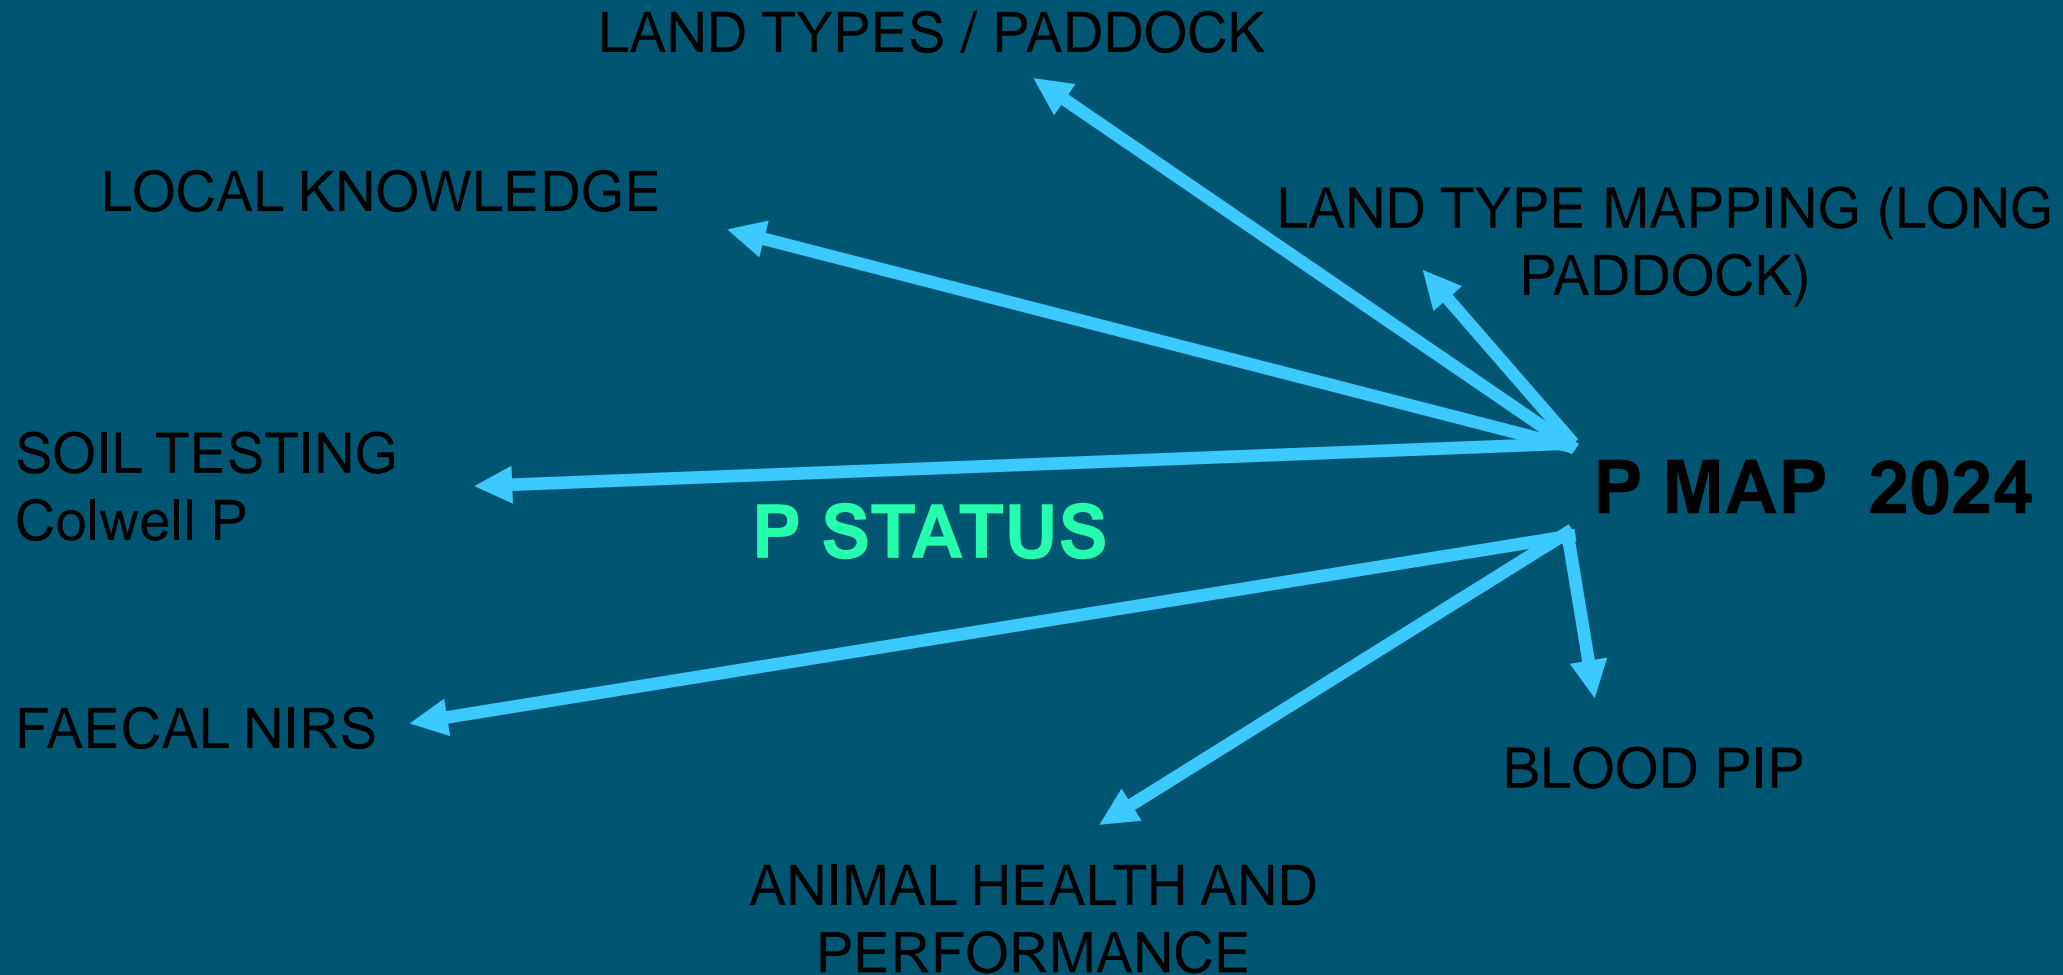 LAND TYPES / PADDOCK
LOCAL KNOWLEDGE
LAND TYPE MAPPING (LONG
PADDOCK)
SOIL TESTING
Colwell P
P MAP  2024
P STATUS
FAECAL NIRS
BLOOD PIP
ANIMAL HEALTH AND
PERFORMANCE